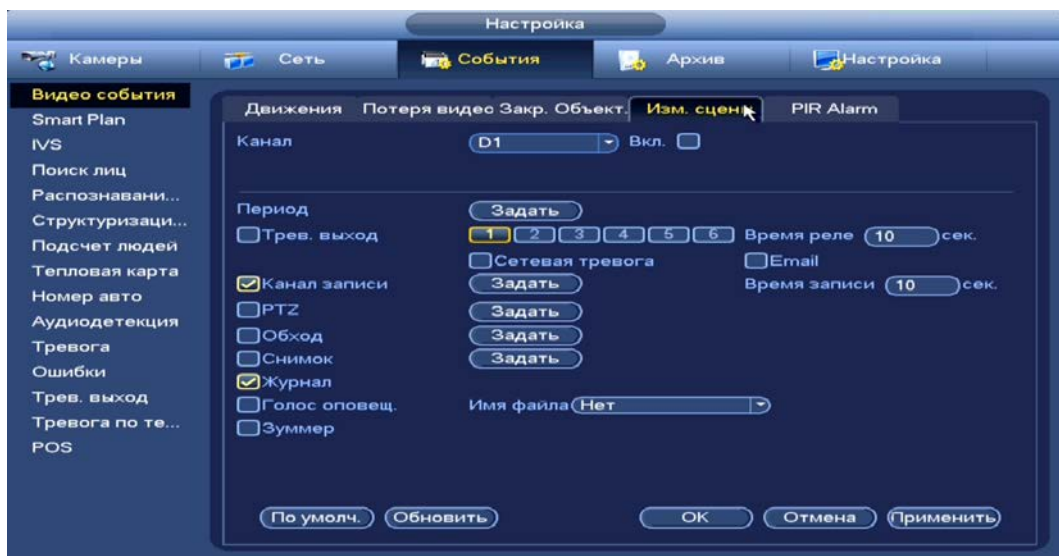 Настройка
Камеры Сеть События Архив Настройка
Видео события
Smart Plan
IVS
Поиск лиц
Распознавани...
Структуризаци...
Подсчет людей
Тепловая карта
Номер авто
Аудиодетекция
Тревога
Ошибки
Трев. выход
Тревога по те...
POS
Движения Потеря видео Закр. Объект. Изм. сцены PIR Alarm
Канал D1 Вкл.
Период Задать
Трев. выход 1 2 3 4 5 6 Время реле 10 сек.
Сетевая тревога Email
Канал записи Задать Время записи 10 сек.
PTZ Задать
Обход Задать
Снимок Задать
Журнал
Голос оповещ. Имя файла Нет
Зуммер
По умолч. Обновить OK Отмена Применить